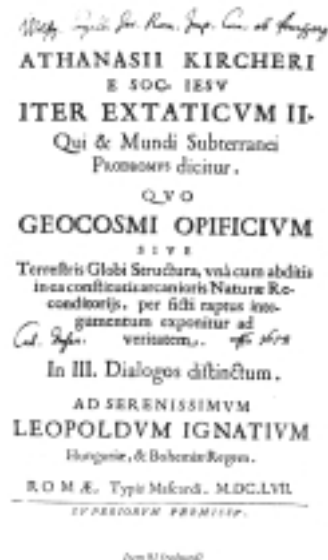 ATHANASII KIRCHERI
E SOC. IESV
ITER EXTATICVM II.
Qui & Mundi Subterranei
PRODROMVS dicitur.
QVO
GEOCOSMI OPIFICIVM
SIVE
Terrestris Globi Structura, vnà cum abditis
in ea constitutis arcanioris Naturæ Re-
conditorijs, per ficti raptus inte-
gumentum exponitur ad
veritatem.
In III. Dialogos distinctum.
AD SERENISSIMVM
LEOPOLDVM IGNATIVM
Hungariæ, & Bohemiæ Regem.
ROMÆ. Typis Mascardi. M.DC.LVII.
SVPERIORVM PERMISSV.